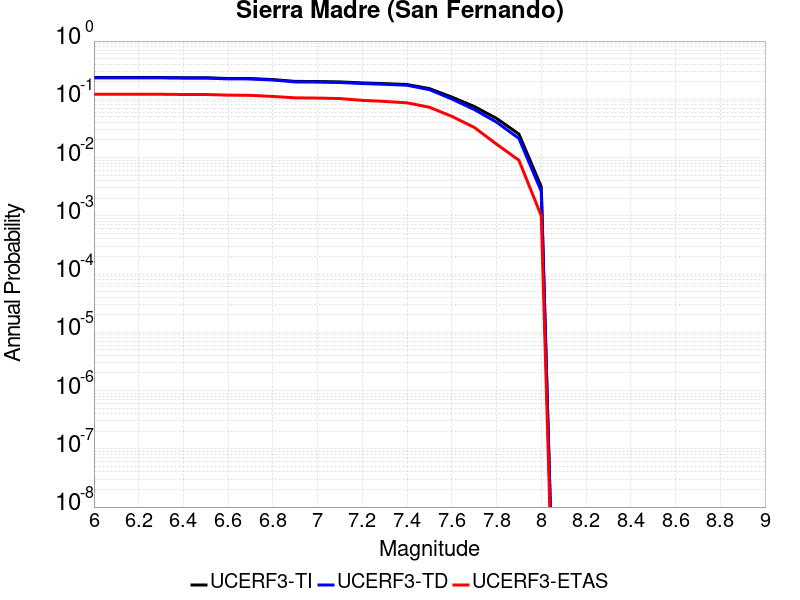 Sierra Madre (San Fernando)
10^0
10^-1
10^-2
10^-3
10^-4
10^-5
10^-6
10^-7
10^-8
Annual Probability
6 6.2 6.4 6.6 6.8 7 7.2 7.4 7.6 7.8 8 8.2 8.4 8.6 8.8 9
Magnitude
UCERF3-TI UCERF3-TD UCERF3-ETAS